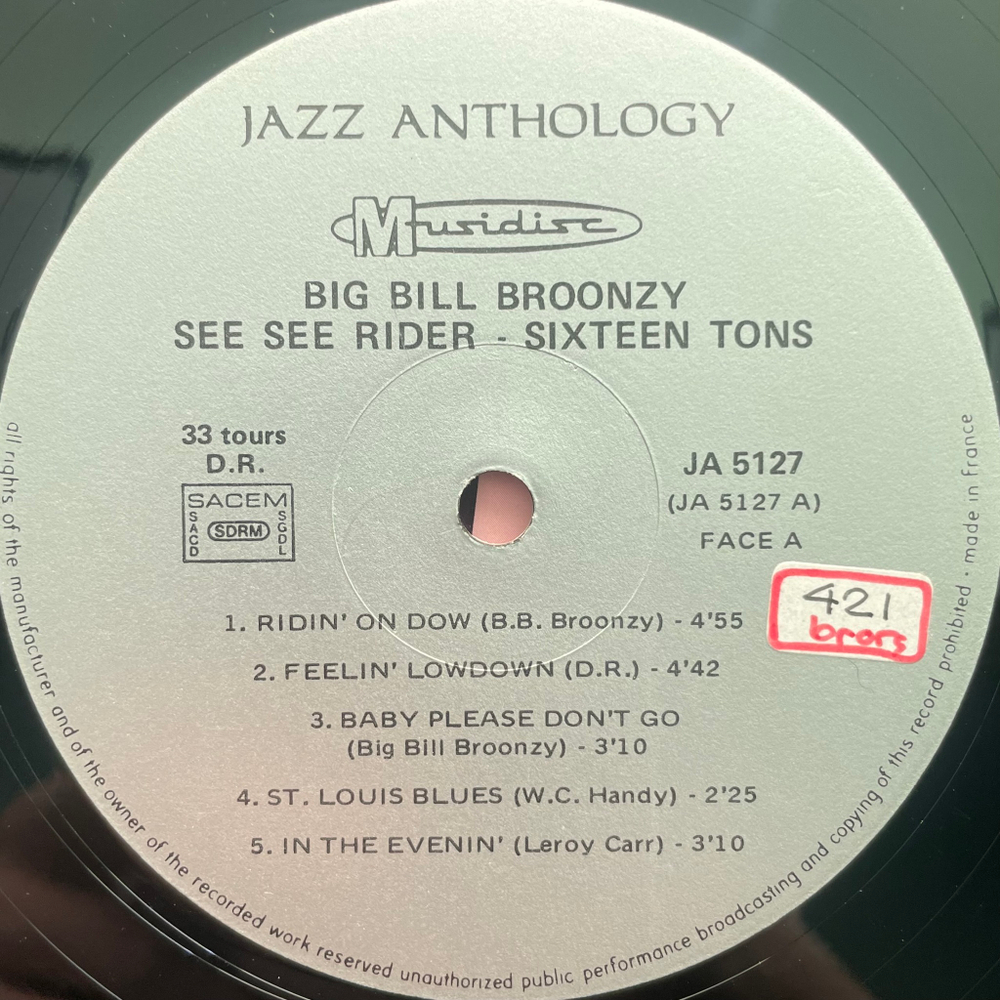 JAZZ ANTHOLOGY
Musidisc
BIG BILL BROONZY
SEE SEE RIDER - SIXTEEN TONS
33 tours
D.R.
SACEM
SACD
SDRM
SGDL
JA 5127
(JA 5127 A)
FACE A
421
brors
1. RIDIN' ON DOW (B.B. Broonzy) - 4'55
2. FEELIN' LOWDOWN (D.R.) - 4'42
3. BABY PLEASE DON'T GO
(Big Bill Broonzy) - 3'10
4. ST. LOUIS BLUES (W.C. Handy) - 2'25
5. IN THE EVENIN' (Leroy Carr) - 3'10
all rights of the manufacturer and of the owner of the recorded work reserved unauthorized public performance broadcasting and copying of this record prohibited · made in France